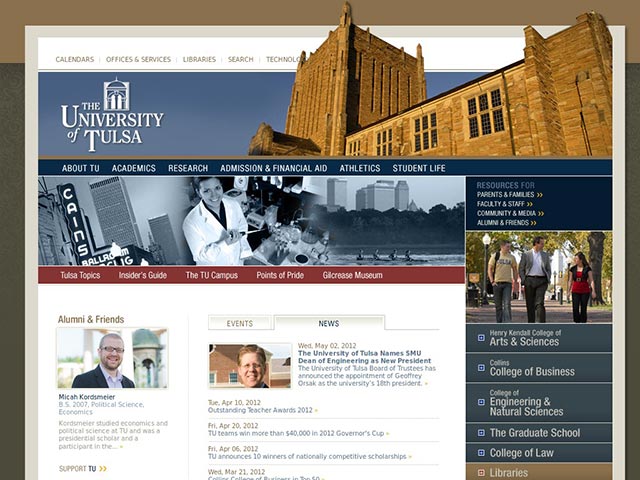 CALENDARS | OFFICES & SERVICES | LIBRARIES | SEARCH |
THE
UNIVERSITY
of TULSA
ABOUT TU ACADEMICS RESEARCH ADMISSION & FINANCIAL AID ATHLETICS STUDENT LIFE
CAINS
BALLROOM
RESOURCES FOR
PARENTS & FAMILIES »
FACULTY & STAFF »
COMMUNITY & MEDIA »
ALUMNI & FRIENDS »
Tulsa Topics Insider's Guide The TU Campus Points of Pride Gilcrease Museum
Alumni & Friends
Micah Kordsmeier
B.S. 2007, Political Science,
Economics
Kordsmeier studied economics and
political science at TU and was a
presidential scholar and a
participant in the... »
SUPPORT TU »
EVENTS NEWS
Wed, May 02, 2012
The University of Tulsa Names SMU
Dean of Engineering as New President
The University of Tulsa Board of Trustees has
announced the appointment of Geoffrey
Orsak as the university's 18th president. »
Tue, Apr 10, 2012
Outstanding Teacher Awards 2012 »
Fri, Apr 20, 2012
TU teams win more than $40,000 in 2012 Governor's Cup »
Fri, Apr 06, 2012
TU announces 10 winners of nationally competitive scholarships »
Wed, Mar 21, 2012
Collins College of Business in Top 50 »
Henry Kendall College of
Arts & Sciences
Collins
College of Business
College of
Engineering &
Natural Sciences
The Graduate School
College of Law
Libraries